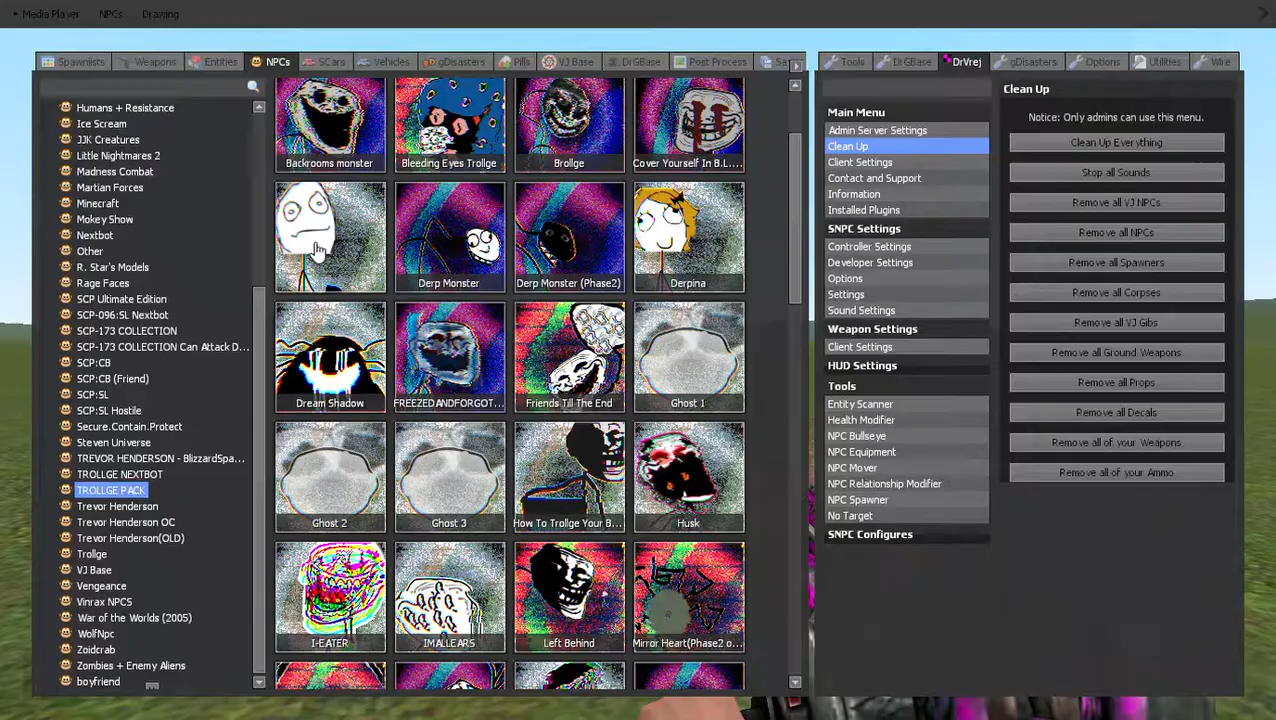 Media Player NPCs Drawing
Spawnlists Weapons Entities NPCs SCars Vehicles gDisasters Pills VJ Base DrGBase Post Process
Humans + Resistance
Ice Scream
JJK Creatures
Little Nightmares 2
Madness Combat
Martian Forces
Minecraft
Mokey Show
Nextbot
Other
R. Star's Models
Rage Faces
SCP Ultimate Edition
SCP-096:SL Nextbot
SCP-173 COLLECTION
SCP-173 COLLECTION Can Attack D...
SCP:CB
SCP:CB (Friend)
SCP:SL
SCP:SL Hostile
Secure.Contain.Protect
Steven Universe
TREVOR HENDERSON - BlizzardSpa...
TROLLGE NEXTBOT
TROLLGE PACK
Trevor Henderson
Trevor Henderson OC
Trevor Henderson(OLD)
Trollge
VJ Base
Vengeance
Vinrax NPCS
War of the Worlds (2005)
WolfNpc
Zoidcrab
Zombies + Enemy Aliens
boyfriend
Backrooms monster Bleeding Eyes Trollge Brollge Cover Yourself In B.L....
Derp Monster Derp Monster (Phase2) Derpina
Dream Shadow FREEZEDANDFORGOT... Friends Till The End Ghost 1
Ghost 2 Ghost 3 How To Trollge Your B... Husk
I-EATER IMALLEARS Left Behind Mirror Heart(Phase2 o...
Tools DrGBase DrVrej gDisasters Options Utilities Wire
Main Menu
Admin Server Settings
Clean Up
Client Settings
Contact and Support
Information
Installed Plugins
SNPC Settings
Controller Settings
Developer Settings
Options
Settings
Sound Settings
Weapon Settings
Client Settings
HUD Settings
Tools
Entity Scanner
Health Modifier
NPC Bullseye
NPC Equipment
NPC Mover
NPC Relationship Modifier
NPC Spawner
No Target
SNPC Configures
Clean Up
Notice: Only admins can use this menu.
Clean Up Everything
Stop all Sounds
Remove all VJ NPCs
Remove all NPCs
Remove all Spawners
Remove all Corpses
Remove all VJ Gibs
Remove all Ground Weapons
Remove all Props
Remove all Decals
Remove all of your Weapons
Remove all of your Ammo